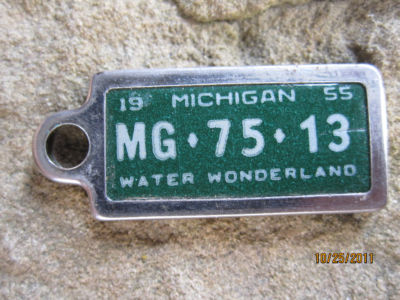 19 MICHIGAN 55
MG·75·13
WATER WONDERLAND
10/25/2011